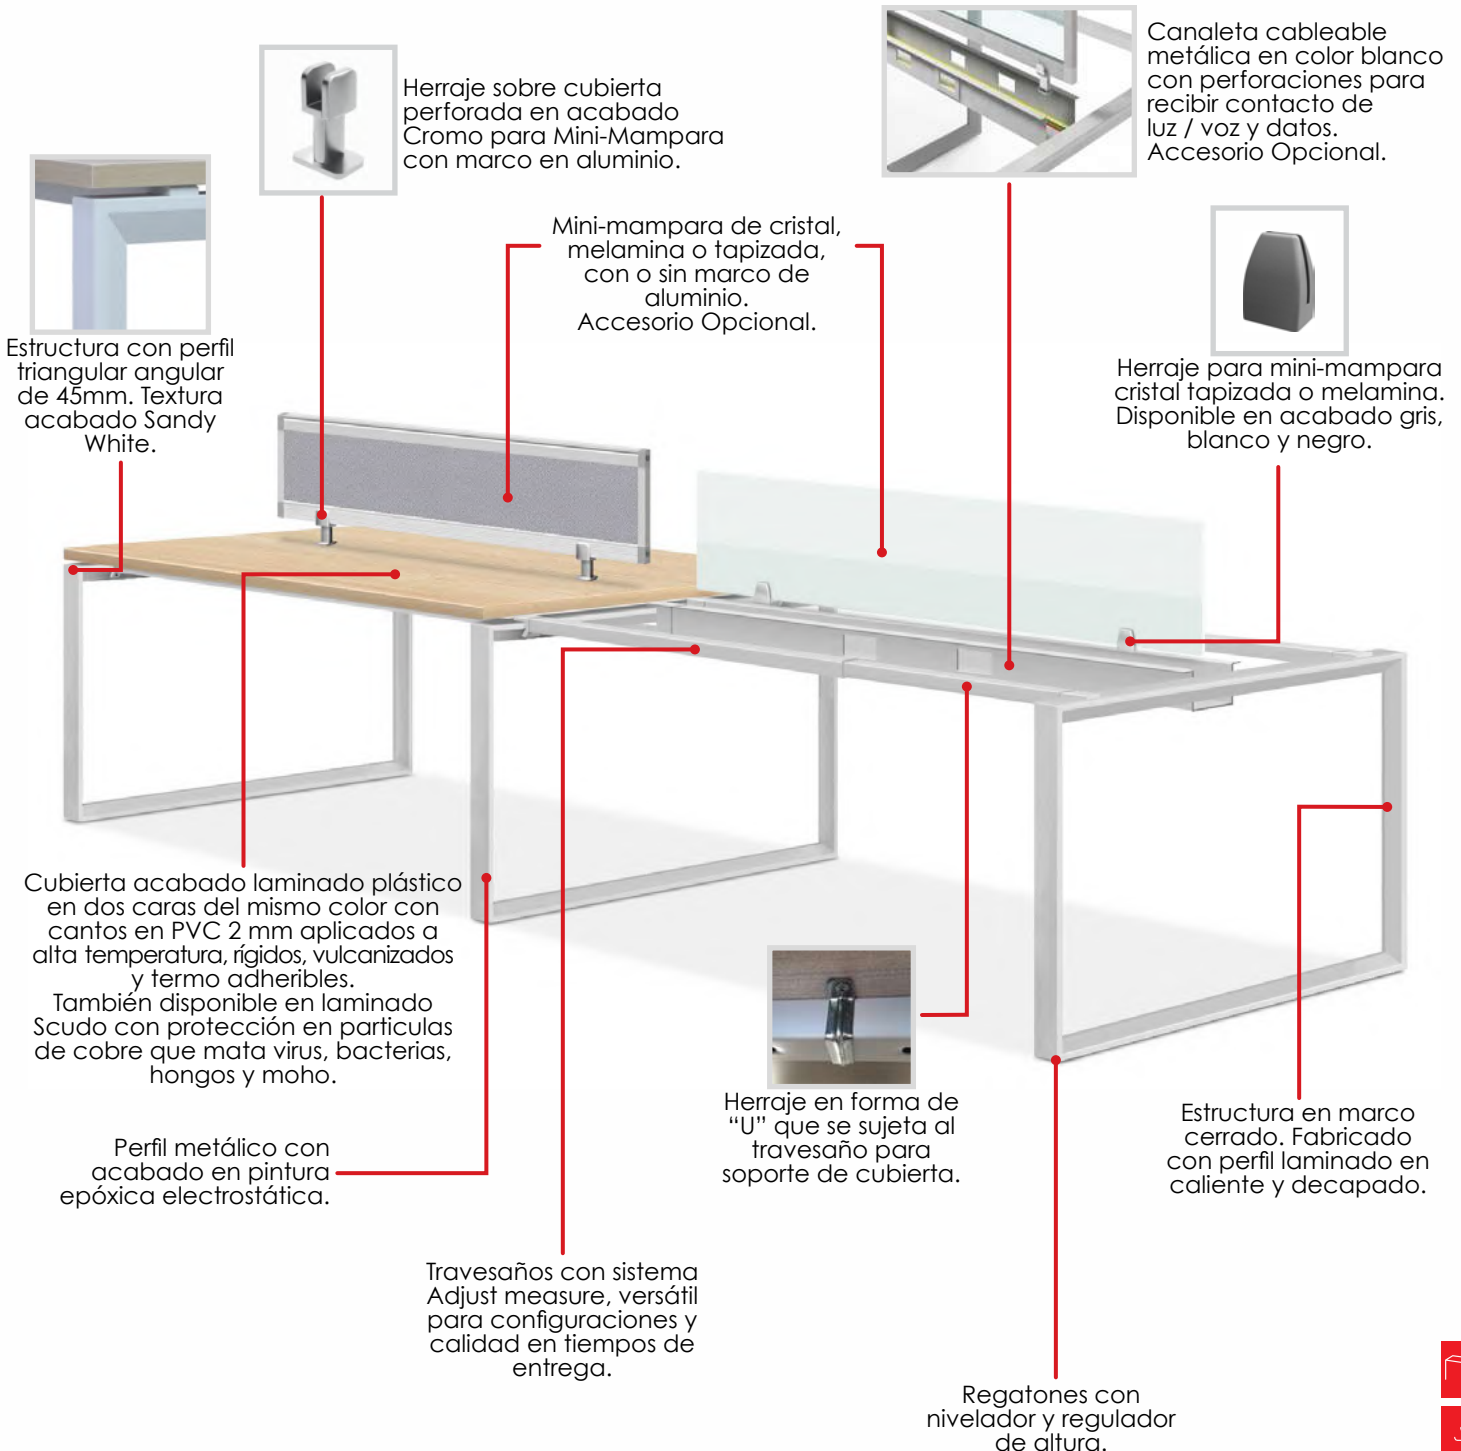 Canaleta cableable
metálica en color blanco
con perforaciones para
recibir contacto de
luz / voz y datos.
Accesorio Opcional.
Herraje sobre cubierta
perforada en acabado
Cromo para Mini-Mampara
con marco en aluminio.
Mini-mampara de cristal,
melamina o tapizada,
con o sin marco de
aluminio.
Accesorio Opcional.
Estructura con perfil
triangular angular
de 45mm. Textura
acabado Sandy
White.
Herraje para mini-mampara
cristal tapizada o melamina.
Disponible en acabado gris,
blanco y negro.
Cubierta acabado laminado plástico
en dos caras del mismo color con
cantos en PVC 2 mm aplicados a
alta temperatura, rígidos, vulcanizados
y termo adheribles.
También disponible en laminado
Scudo con protección en particulas
de cobre que mata virus, bacterias,
hongos y moho.
Herraje en forma de
“U” que se sujeta al
travesaño para
soporte de cubierta.
Estructura en marco
cerrado. Fabricado
con perfil laminado en
caliente y decapado.
Perfil metálico con
acabado en pintura
epóxica electrostática.
Travesaños con sistema
Adjust measure, versátil
para configuraciones y
calidad en tiempos de
entrega.
Regatones con
nivelador y regulador
de altura.